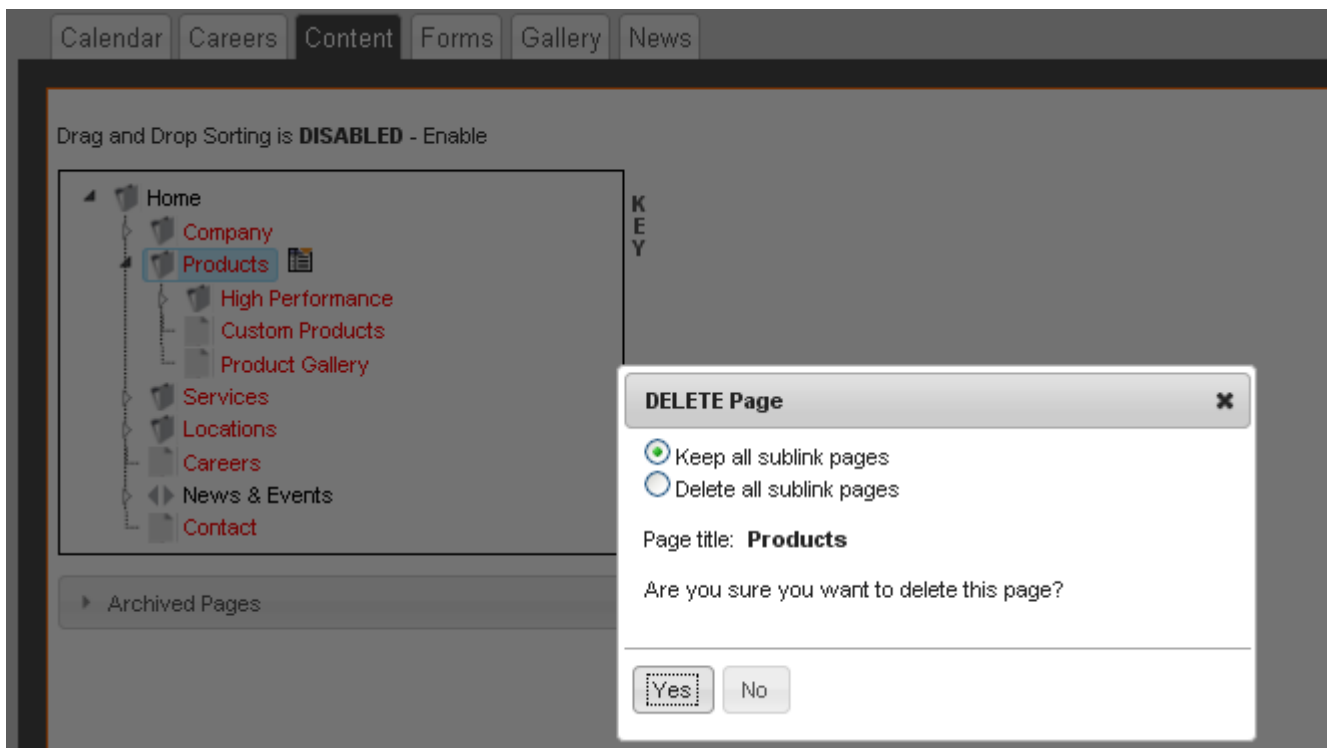 Calendar Careers Content Forms Gallery News
Drag and Drop Sorting is DISABLED - Enable
Home
Company
Products
High Performance
Custom Products
Product Gallery
Services
Locations
Careers
News & Events
Contact
K
E
Y
Archived Pages
DELETE Page
Keep all sublink pages
Delete all sublink pages
Page title: Products
Are you sure you want to delete this page?
Yes No